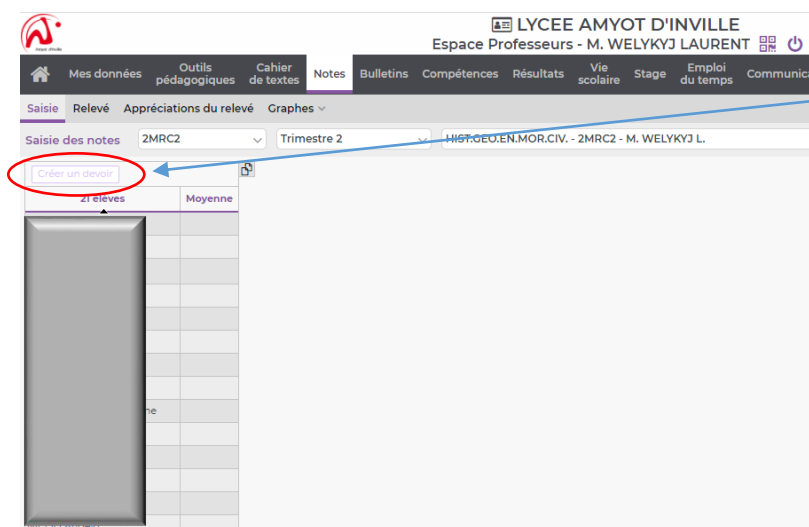 LYCEE AMYOT D'INVILLE
Espace Professeurs - M. WELYKYJ LAURENT
Mes données
Outils pédagogiques
Cahier de textes
Notes
Bulletins
Compétences
Résultats
Vie scolaire
Stage
Emploi du temps
Communica
Saisie Relevé Appréciations du relevé Graphes
Saisie des notes 2MRC2 Trimestre 2 HIST.GEO.EN.MOR.CIV. - 2MRC2 - M. WELYKYJ L.
Créer un devoir
21 élèves Moyenne
ne